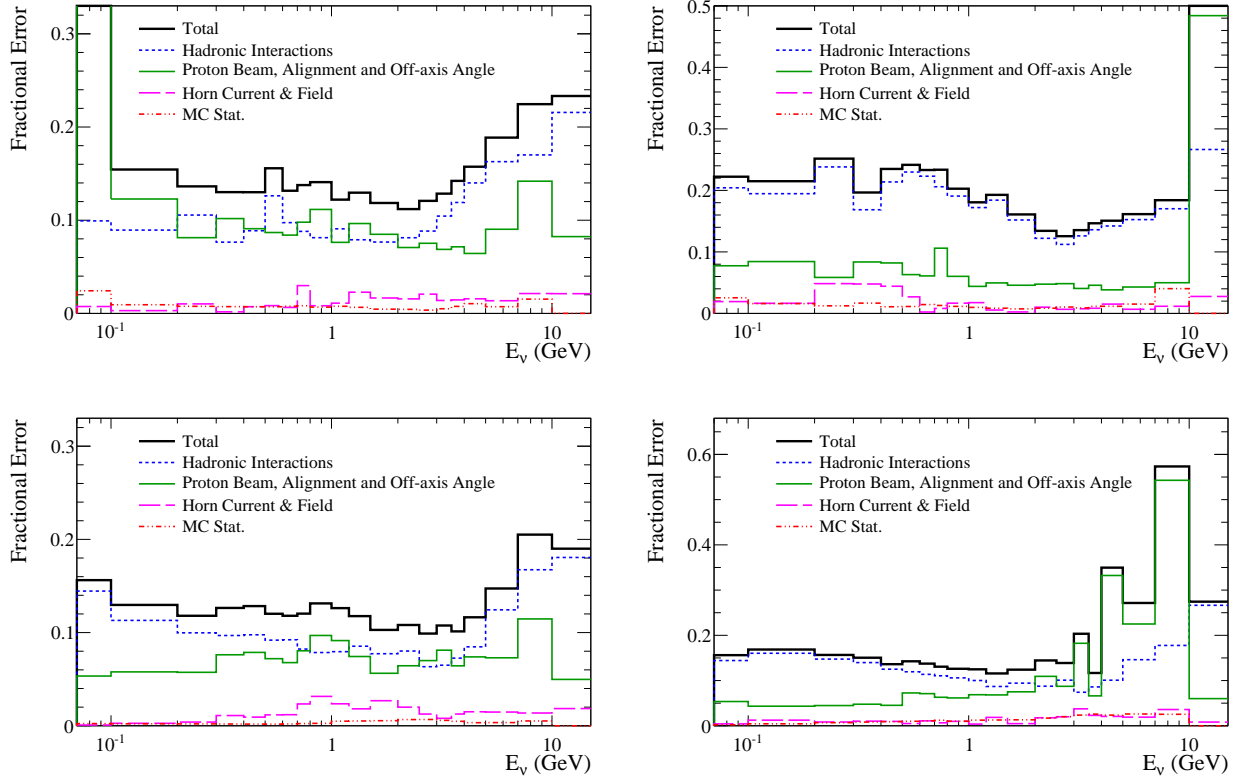 Fractional Error
0.3
0.2
0.1
0
Total
Hadronic Interactions
Proton Beam, Alignment and Off-axis Angle
Horn Current & Field
MC Stat.
10⁻¹
1
10
Eν (GeV)
Fractional Error
0.5
0.4
0.3
0.2
0.1
0
Total
Hadronic Interactions
Proton Beam, Alignment and Off-axis Angle
Horn Current & Field
MC Stat.
10⁻¹
1
10
Eν (GeV)
Fractional Error
0.3
0.2
0.1
0
Total
Hadronic Interactions
Proton Beam, Alignment and Off-axis Angle
Horn Current & Field
MC Stat.
10⁻¹
1
10
Eν (GeV)
Fractional Error
0.6
0.4
0.2
0
Total
Hadronic Interactions
Proton Beam, Alignment and Off-axis Angle
Horn Current & Field
MC Stat.
10⁻¹
1
10
Eν (GeV)